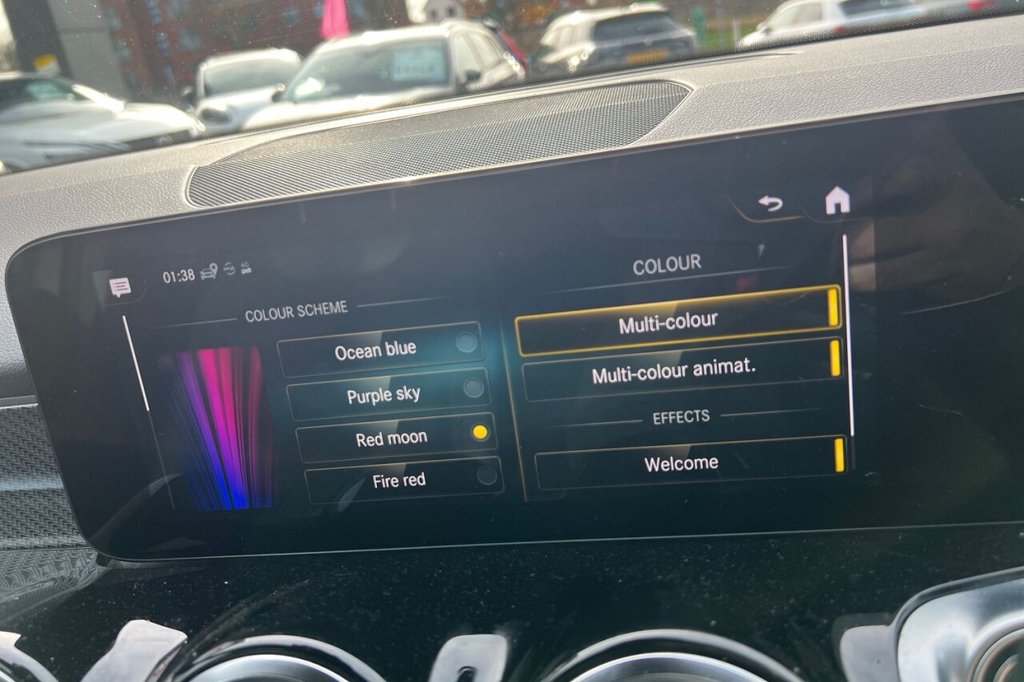 01:38
COLOUR SCHEME
Ocean blue
Purple sky
Red moon
Fire red
COLOUR
Multi-colour
Multi-colour animat.
EFFECTS
Welcome